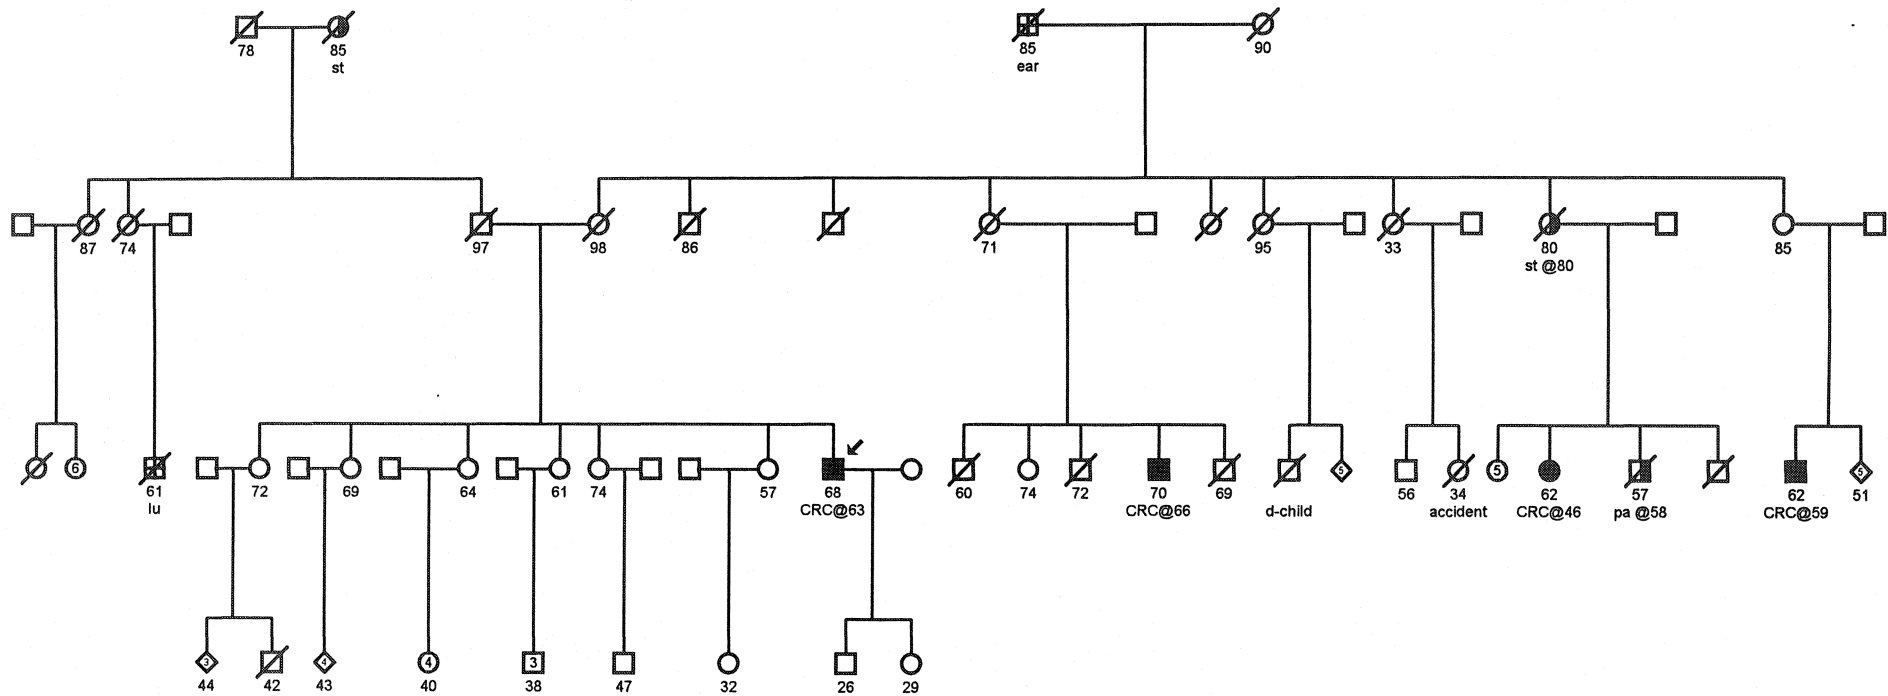 78 85 85 90
st ear
87 74 97 98 86 71 95 33 80 85
st @80
6 5 5 5
61 72 69 64 61 74 57 68 60 74 72 70 69 56 34 62 57 62 51
lu CRC@63 CRC@66 d-child accident CRC@46 pa @58 CRC@59
3 4 4 3
44 42 43 40 38 47 32 26 29